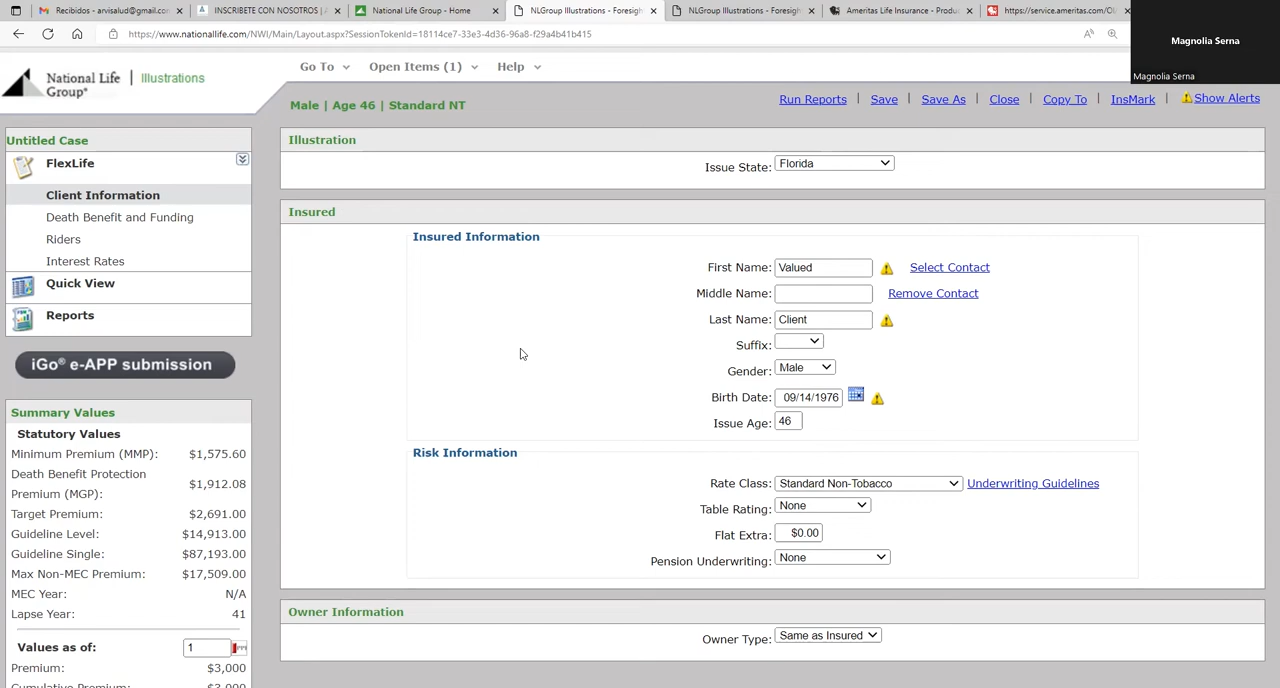 Recibidos - arvisalud@gmail.com
INSCRIBETE CON NOSOTROS | A
National Life Group - Home
NLGroup Illustrations - Foresigh
NLGroup Illustrations - Foresigh
Ameritas Life Insurance - Produc
https://service.ameritas.com/OL
https://www.nationallife.com/NWI/Main/Layout.aspx?SessionTokenId=18114ce7-33e3-4d36-96a8-f29a4b41b415
Magnolia Serna
Magnolia Serna
National Life Group® | Illustrations
Go To
Open Items (1)
Help
Male | Age 46 | Standard NT
Run Reports | Save | Save As | Close | Copy To | InsMark | Show Alerts
Untitled Case
FlexLife
Client Information
Death Benefit and Funding
Riders
Interest Rates
Quick View
Reports
iGo® e-APP submission
Summary Values
Statutory Values
Minimum Premium (MMP): $1,575.60
Death Benefit Protection
Premium (MGP): $1,912.08
Target Premium: $2,691.00
Guideline Level: $14,913.00
Guideline Single: $87,193.00
Max Non-MEC Premium: $17,509.00
MEC Year: N/A
Lapse Year: 41
Values as of: 1
Premium: $3,000
Cumulative Premium: $3,000
Illustration
Issue State: Florida
Insured
Insured Information
First Name: Valued Select Contact
Middle Name: Remove Contact
Last Name: Client
Suffix:
Gender: Male
Birth Date: 09/14/1976
Issue Age: 46
Risk Information
Rate Class: Standard Non-Tobacco Underwriting Guidelines
Table Rating: None
Flat Extra: $0.00
Pension Underwriting: None
Owner Information
Owner Type: Same as Insured